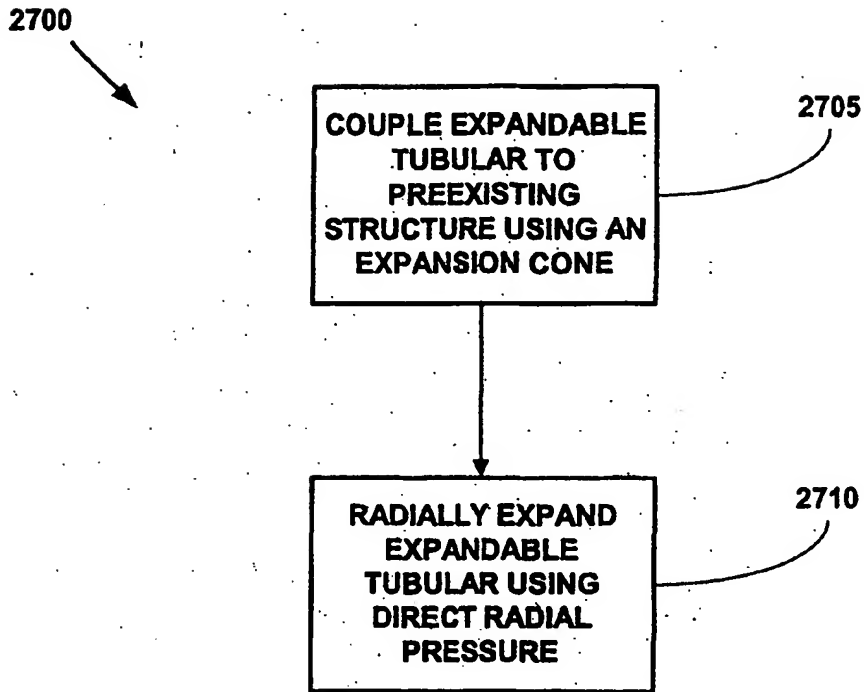 2700
COUPLE EXPANDABLE
TUBULAR TO
PREEXISTING
STRUCTURE USING AN
EXPANSION CONE
2705
RADIALLY EXPAND
EXPANDABLE
TUBULAR USING
DIRECT RADIAL
PRESSURE
2710